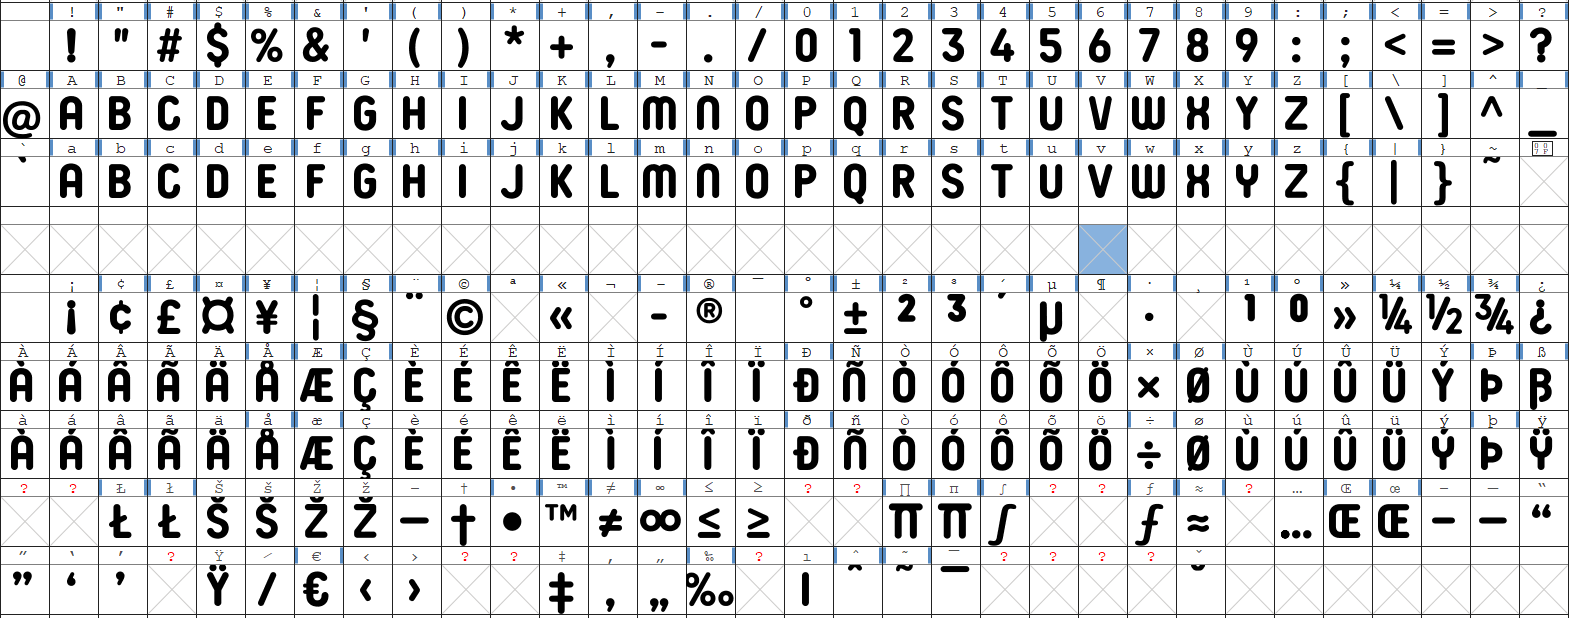 ! " # $ % & ' ( ) * + , - . / 0 1 2 3 4 5 6 7 8 9 : ; < = > ?
! " # $ % & ' ( ) * + , - . / 0 1 2 3 4 5 6 7 8 9 : ; < = > ?
@ A B C D E F G H I J K L M N O P Q R S T U V W X Y Z [ \ ] ^ _
@ A B C D E F G H I J K L M N O P Q R S T U V W X Y Z [ \ ] ^ _
` a b c d e f g h i j k l m n o p q r s t u v w x y z { | } ~ 007F
` A B C D E F G H I J K L M N O P Q R S T U V W X Y Z { | } ~
¡ ¢ £ ¤ ¥ ¦ § ¨ © ª « ¬ - ® ¯ ° ± ² ³ ´ µ ¶ · ¸ ¹ º » ¼ ½ ¾ ¿
¡ ¢ £ ¤ ¥ ¦ § ¨ © « - ® ° ± ² ³ ´ µ · ¹ º » ¼ ½ ¾ ¿
À Á Â Ã Ä Å Æ Ç È É Ê Ë Ì Í Î Ï Ð Ñ Ò Ó Ô Õ Ö × Ø Ù Ú Û Ü Ý Þ ß
À Á Â Ã Ä Å Æ Ç È É Ê Ë Ì Í Î Ï Ð Ñ Ò Ó Ô Õ Ö × Ø Ù Ú Û Ü Ý Þ ß
à á â ã ä å æ ç è é ê ë ì í î ï ð ñ ò ó ô õ ö ÷ ø ù ú û ü ý þ ÿ
À Á Â Ã Ä Å Æ Ç È É Ê Ë Ì Í Î Ï Ð Ñ Ò Ó Ô Õ Ö ÷ Ø Ù Ú Û Ü Ý Þ Ÿ
? ? Ł ł Š š Ž ž − † • ™ ≠ ∞ ≤ ≥ ? ? ∏ π ∫ ? ? ƒ ≈ ? … Œ œ – — “
Ł Ł Š Š Ž Ž − † • ™ ≠ ∞ ≤ ≥ ∏ π ∫ ƒ ≈ … Œ Œ – — “
” ‘ ’ ? Ÿ ⁄ € ‹ › ? ? ‡ ‚ „ ‰ ? ı ˆ ˜ ¯ ? ? ? ? ˇ
” ‘ ’ Ÿ ⁄ € ‹ › ‡ ‚ „ ‰ ı ˆ ˜ ¯ ˘